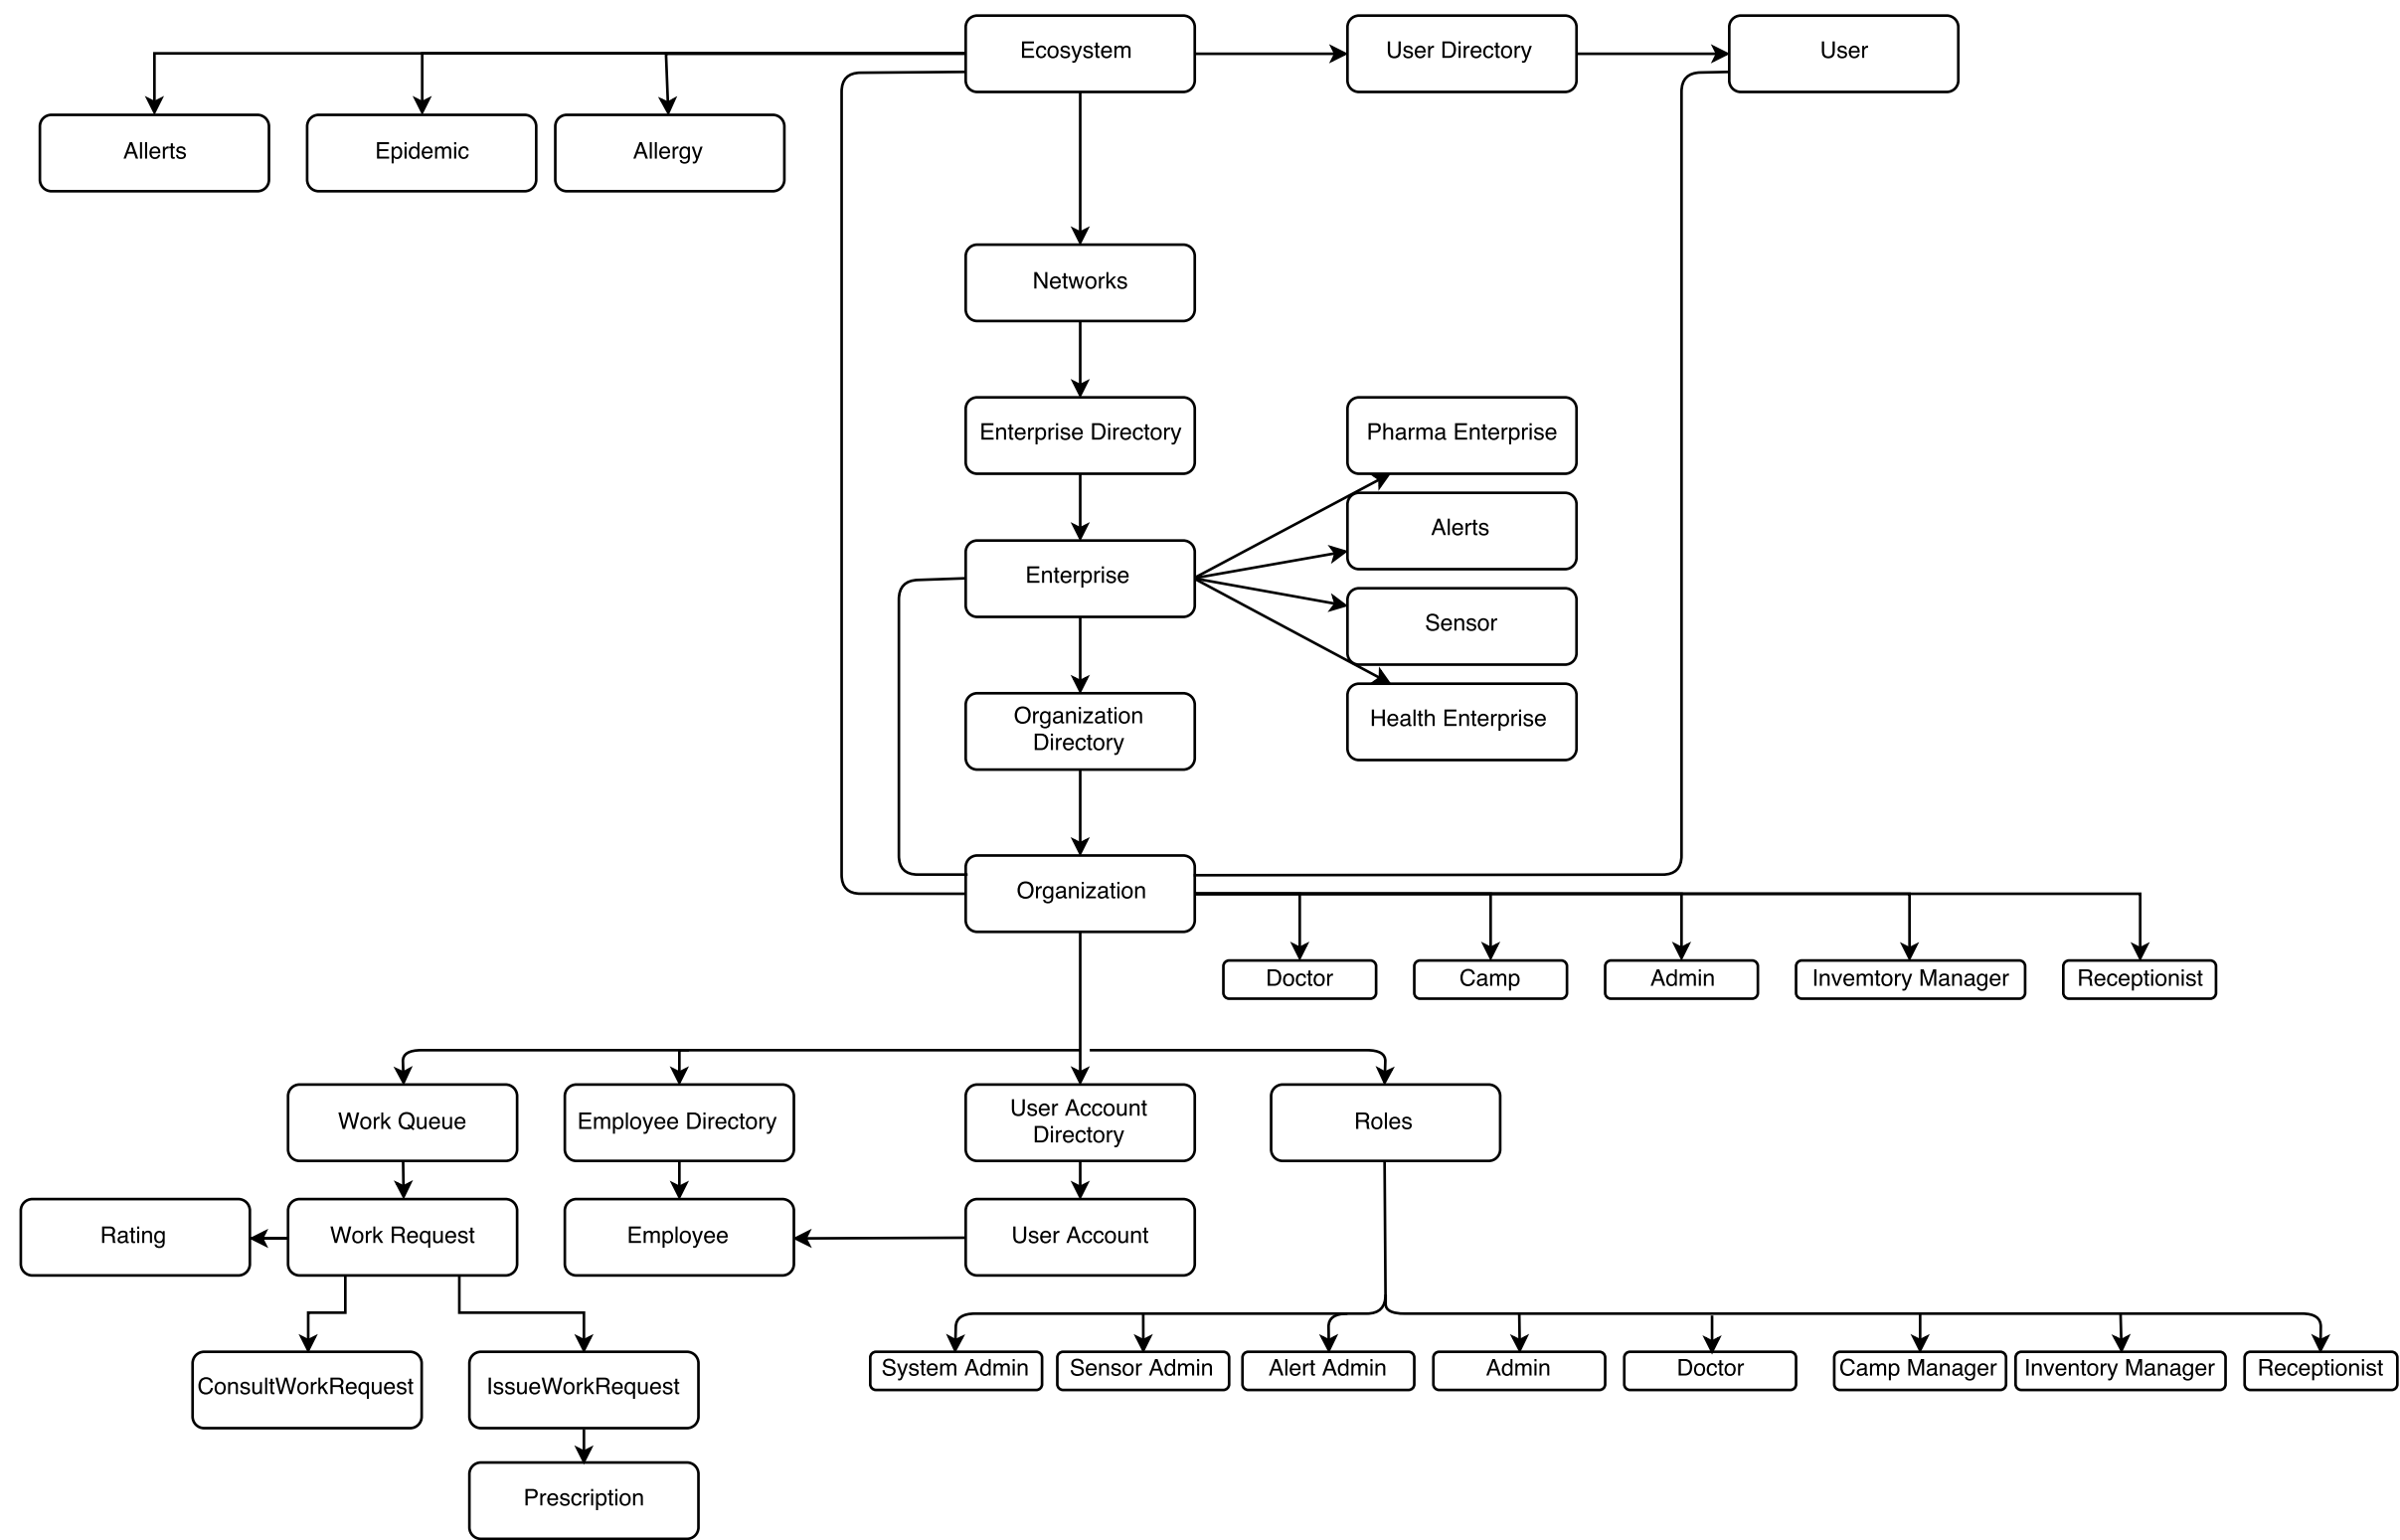 Ecosystem
User Directory
User
Allerts
Epidemic
Allergy
Networks
Enterprise Directory
Pharma Enterprise
Alerts
Enterprise
Sensor
Organization
Directory
Health Enterprise
Organization
Doctor
Camp
Admin
Invemtory Manager
Receptionist
Work Queue
Employee Directory
User Account
Directory
Roles
Rating
Work Request
Employee
User Account
System Admin
Sensor Admin
Alert Admin
Admin
Doctor
Camp Manager
Inventory Manager
Receptionist
ConsultWorkRequest
IssueWorkRequest
Prescription